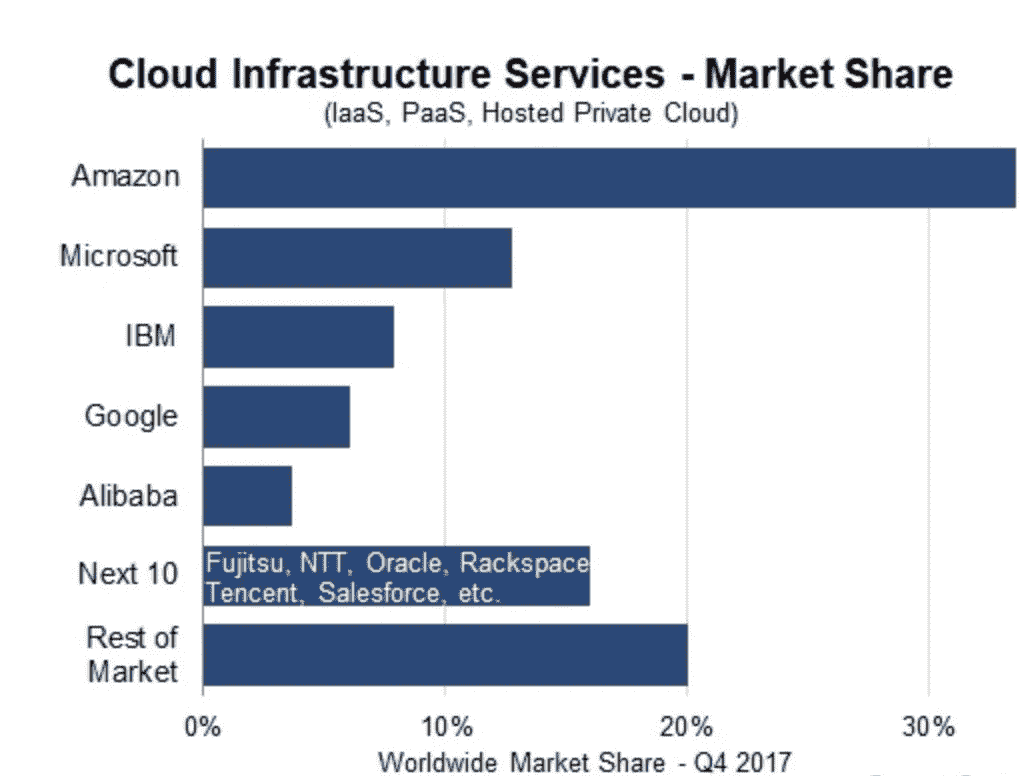 Cloud Infrastructure Services - Market Share
(IaaS, PaaS, Hosted Private Cloud)
Amazon
Microsoft
IBM
Google
Alibaba
Next 10
Fujitsu, NTT, Oracle, Rackspace
Tencent, Salesforce, etc.
Rest of
Market
0% 10% 20% 30%
Worldwide Market Share - Q4 2017